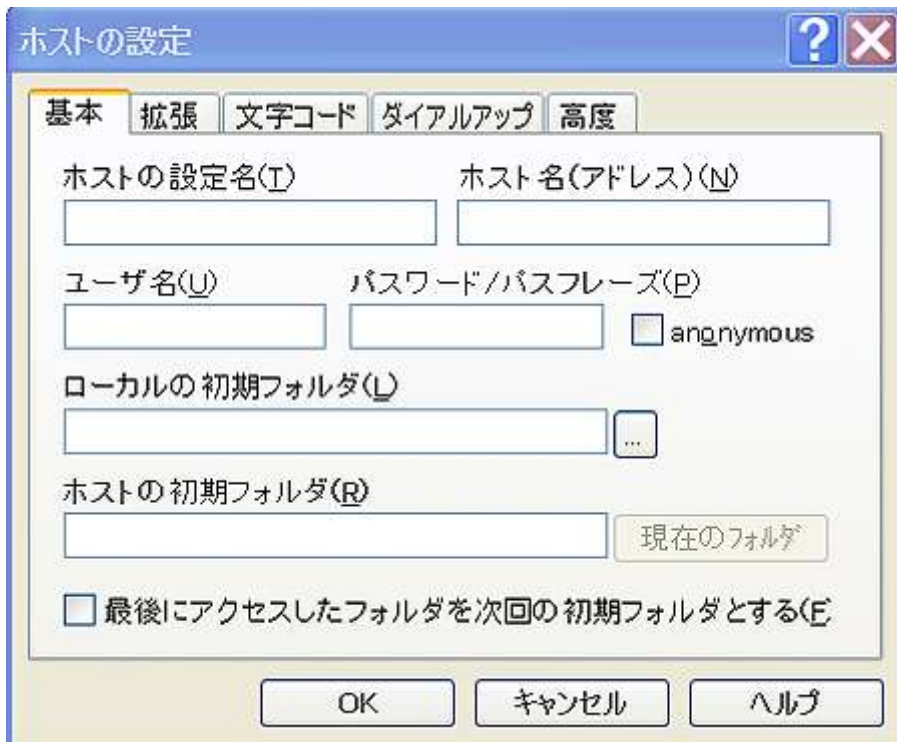 ホストの設定
基本 拡張 文字コード ダイアルアップ 高度
ホストの設定名(T) ホスト名(アドレス)(N)
ユーザ名(U) パスワード/パスフレーズ(P)
anonymous
ローカルの初期フォルダ(L)
...
ホストの初期フォルダ(R)
現在のフォルダ
最後にアクセスしたフォルダを次回の初期フォルダとする(F)
OK キャンセル ヘルプ